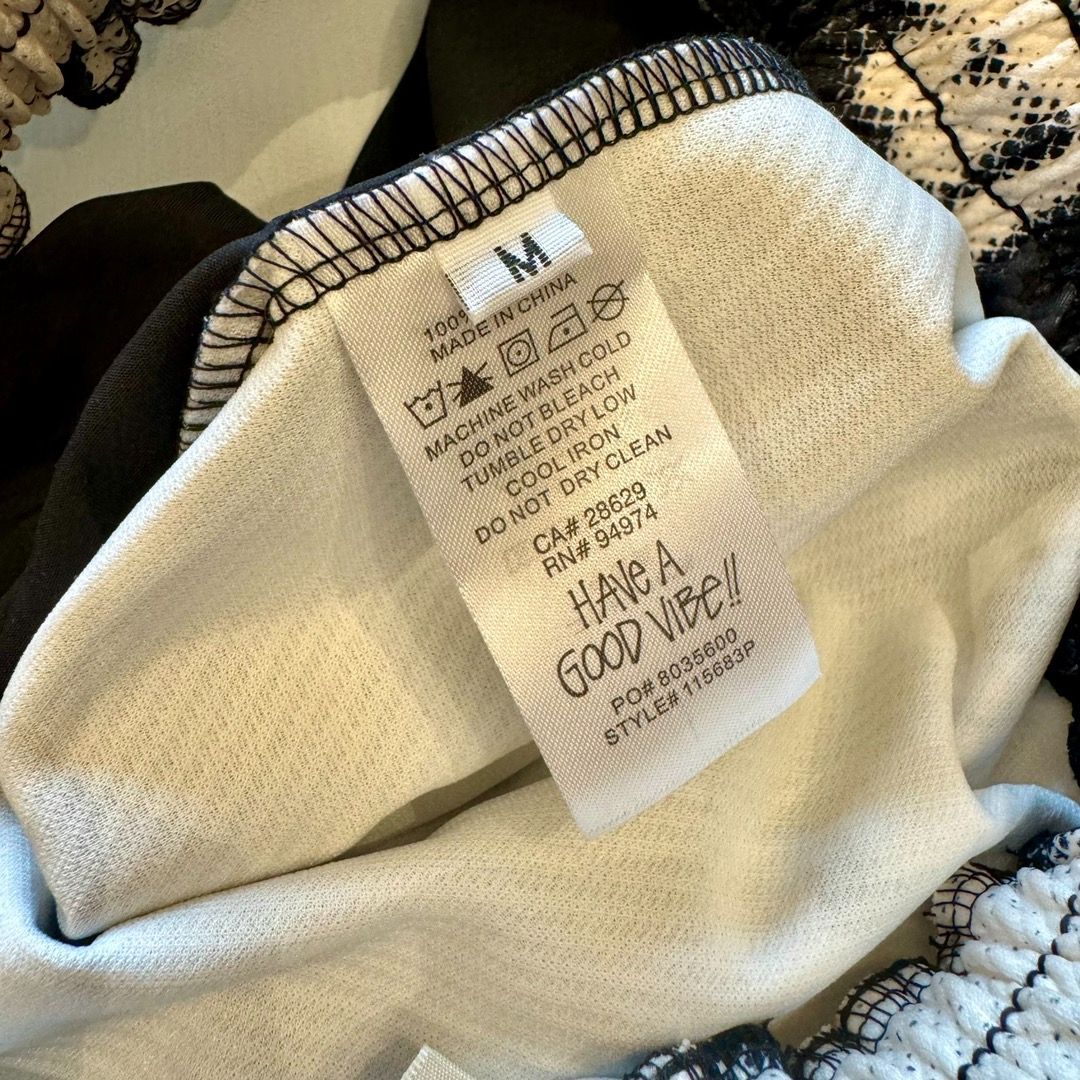 M
100%
MADE IN CHINA
MACHINE WASH COLD
DO NOT BLEACH
TUMBLE DRY LOW
COOL IRON
DO NOT DRY CLEAN
CA# 28629
RN# 94974
HAVE A
GOOD VIBE!!
PO# 8035600
STYLE# 115683P